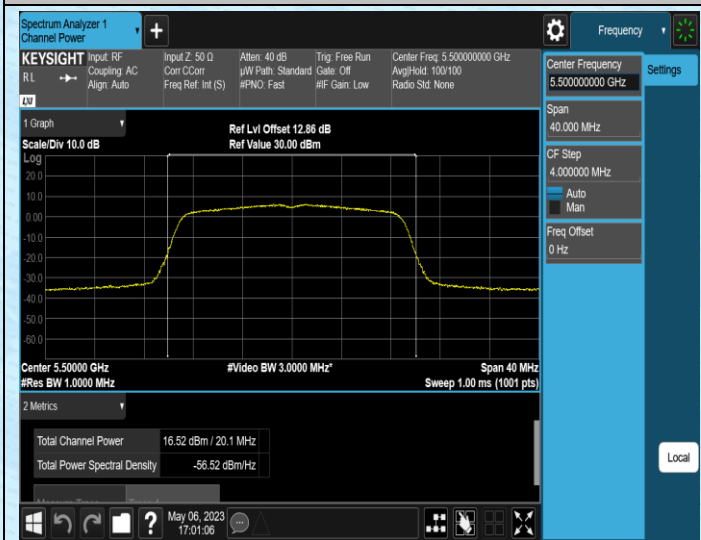 Spectrum Analyzer 1
Channel Power
Frequency
KEYSIGHT
R L
LXI
Input: RF
Coupling: AC
Align: Auto
Input Z: 50 Ω
Corr CCorr
Freq Ref: Int (S)
Atten: 40 dB
µW Path: Standard
#PNO: Fast
Trig: Free Run
Gate: Off
#IF Gain: Low
Center Freq: 5.500000000 GHz
Avg|Hold: 100/100
Radio Std: None
Center Frequency
5.500000000 GHz
Settings
Span
40.000 MHz
CF Step
4.000000 MHz
Auto
Man
Freq Offset
0 Hz
1 Graph
Scale/Div 10.0 dB
Ref Lvl Offset 12.86 dB
Ref Value 30.00 dBm
Log
20.0
10.0
0.00
-10.0
-20.0
-30.0
-40.0
-50.0
-60.0
Center 5.50000 GHz
#Res BW 1.0000 MHz
#Video BW 3.0000 MHz*
Span 40 MHz
Sweep 1.00 ms (1001 pts)
2 Metrics
Total Channel Power 16.52 dBm / 20.1 MHz
Total Power Spectral Density -56.52 dBm/Hz
Local
?
May 06, 2023
17:01:06